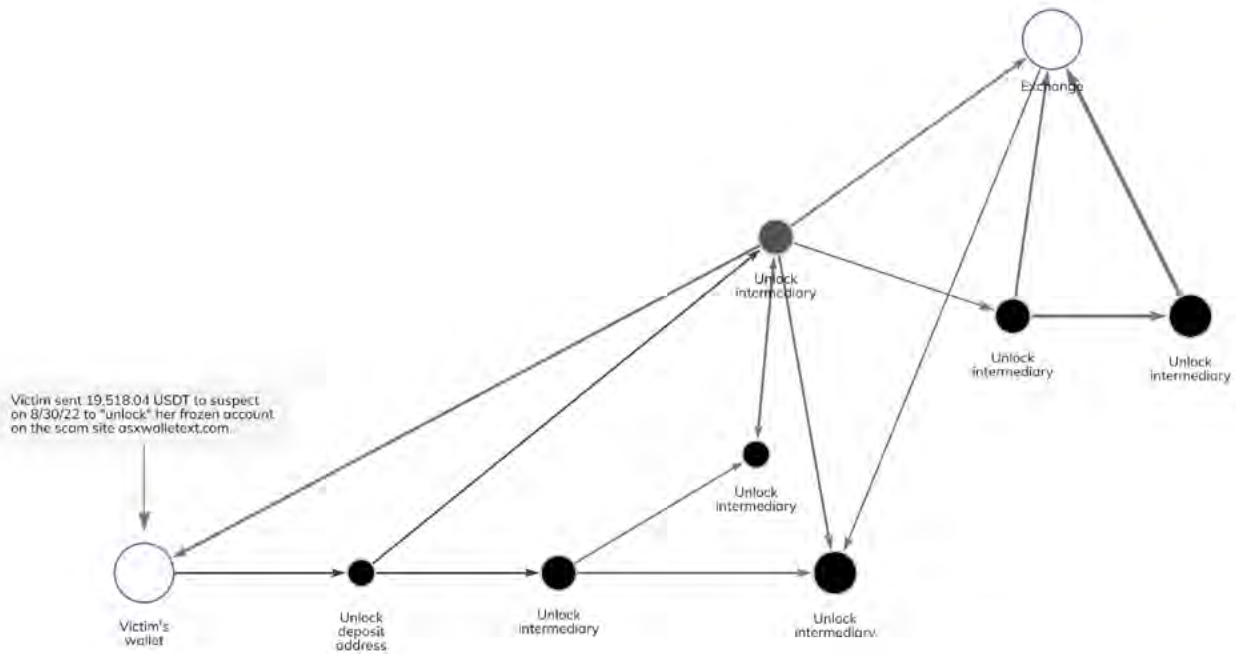 Exchange
Unlock
intermediary
Unlock
intermediary
Unlock
intermediary
Victim sent 19,518.04 USDT to suspect
on 8/30/22 to "unlock" her frozen account
on the scam site asxwalletext.com.
Unlock
intermediary
Victim's
wallet
Unlock
deposit
address
Unlock
intermediary
Unlock
intermediary